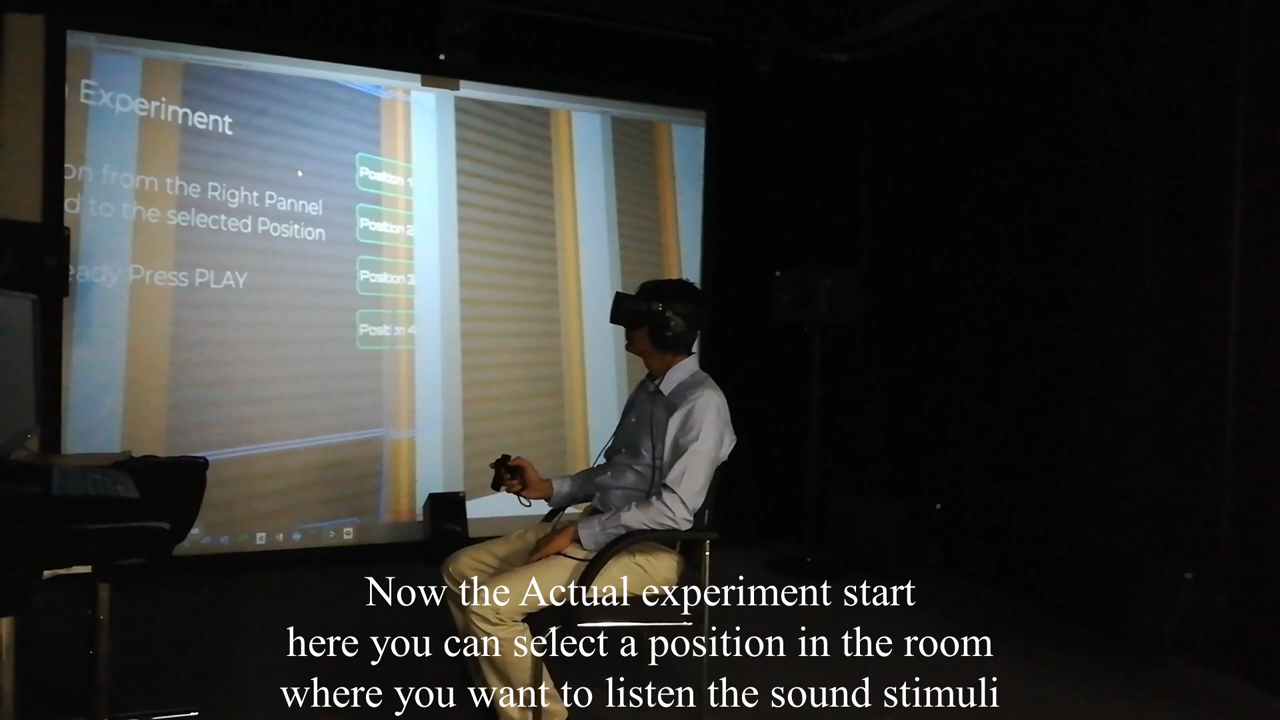 Experiment
on from the Right Pannel
d to the selected Position
eady Press PLAY
Position 1
Position 2
Position 3
Position 4
Now the Actual experiment start
here you can select a position in the room
where you want to listen the sound stimuli